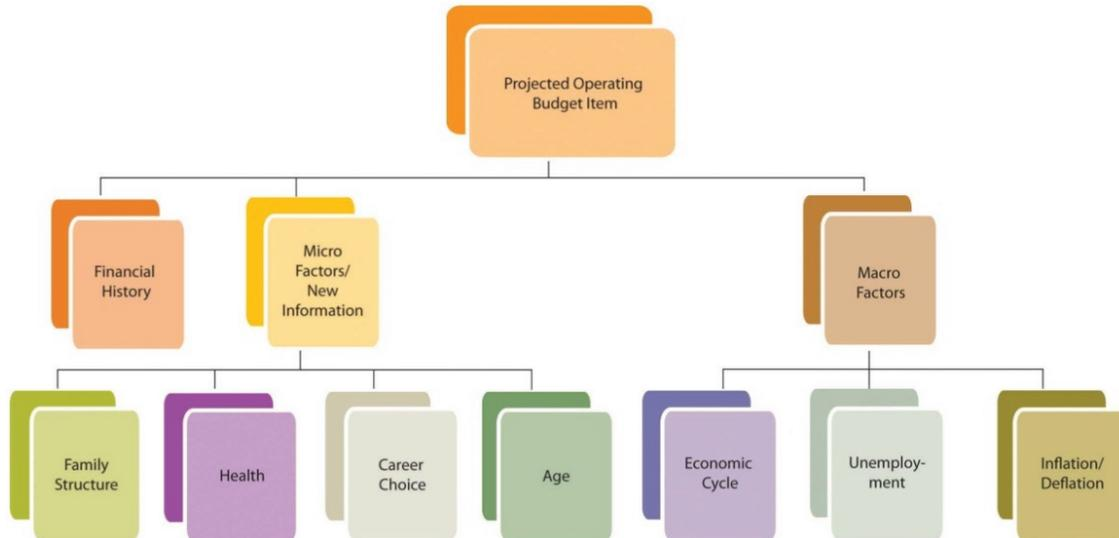 Projected Operating
Budget Item
Financial
History
Micro
Factors/
New
Information
Macro
Factors
Family
Structure
Health
Career
Choice
Age
Economic
Cycle
Unemploy-
ment
Inflation/
Deflation